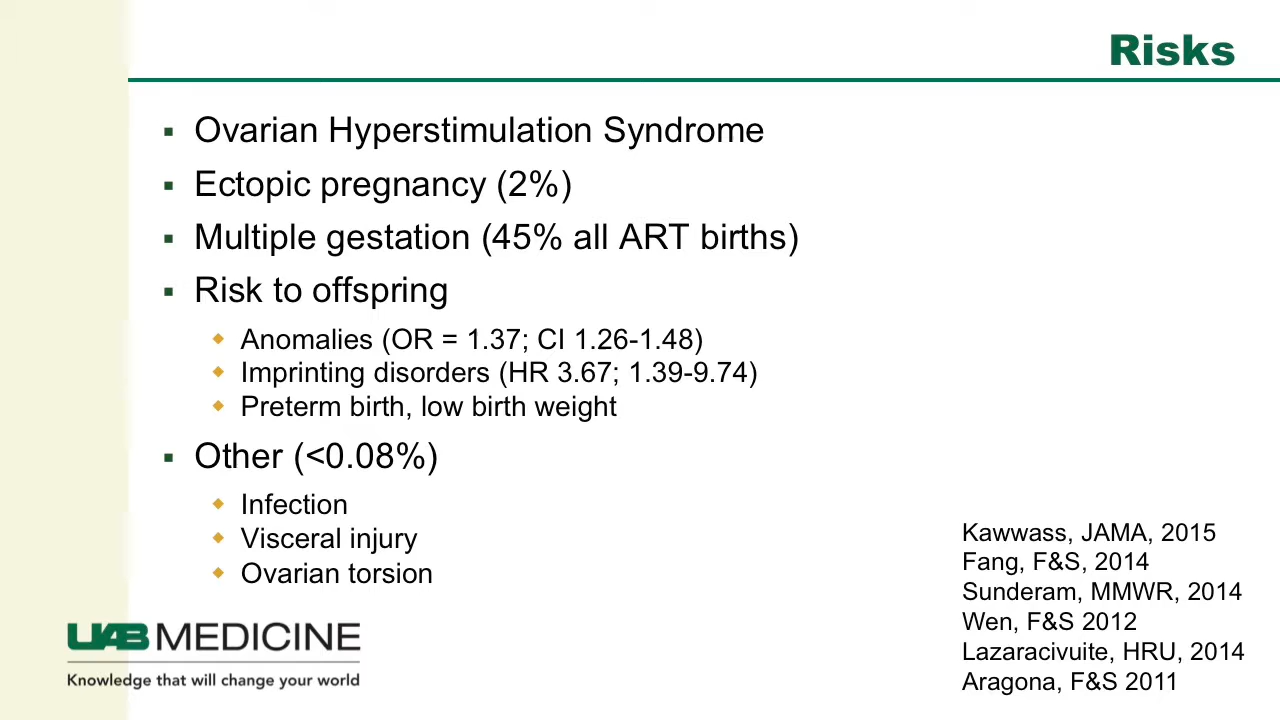 Risks
Ovarian Hyperstimulation Syndrome
Ectopic pregnancy (2%)
Multiple gestation (45% all ART births)
Risk to offspring
Anomalies (OR = 1.37; CI 1.26-1.48)
Imprinting disorders (HR 3.67; 1.39-9.74)
Preterm birth, low birth weight
Other (<0.08%)
Infection
Visceral injury
Ovarian torsion
Kawwass, JAMA, 2015
Fang, F&S, 2014
Sunderam, MMWR, 2014
Wen, F&S 2012
Lazaracivuite, HRU, 2014
Aragona, F&S 2011
UAB MEDICINE
Knowledge that will change your world